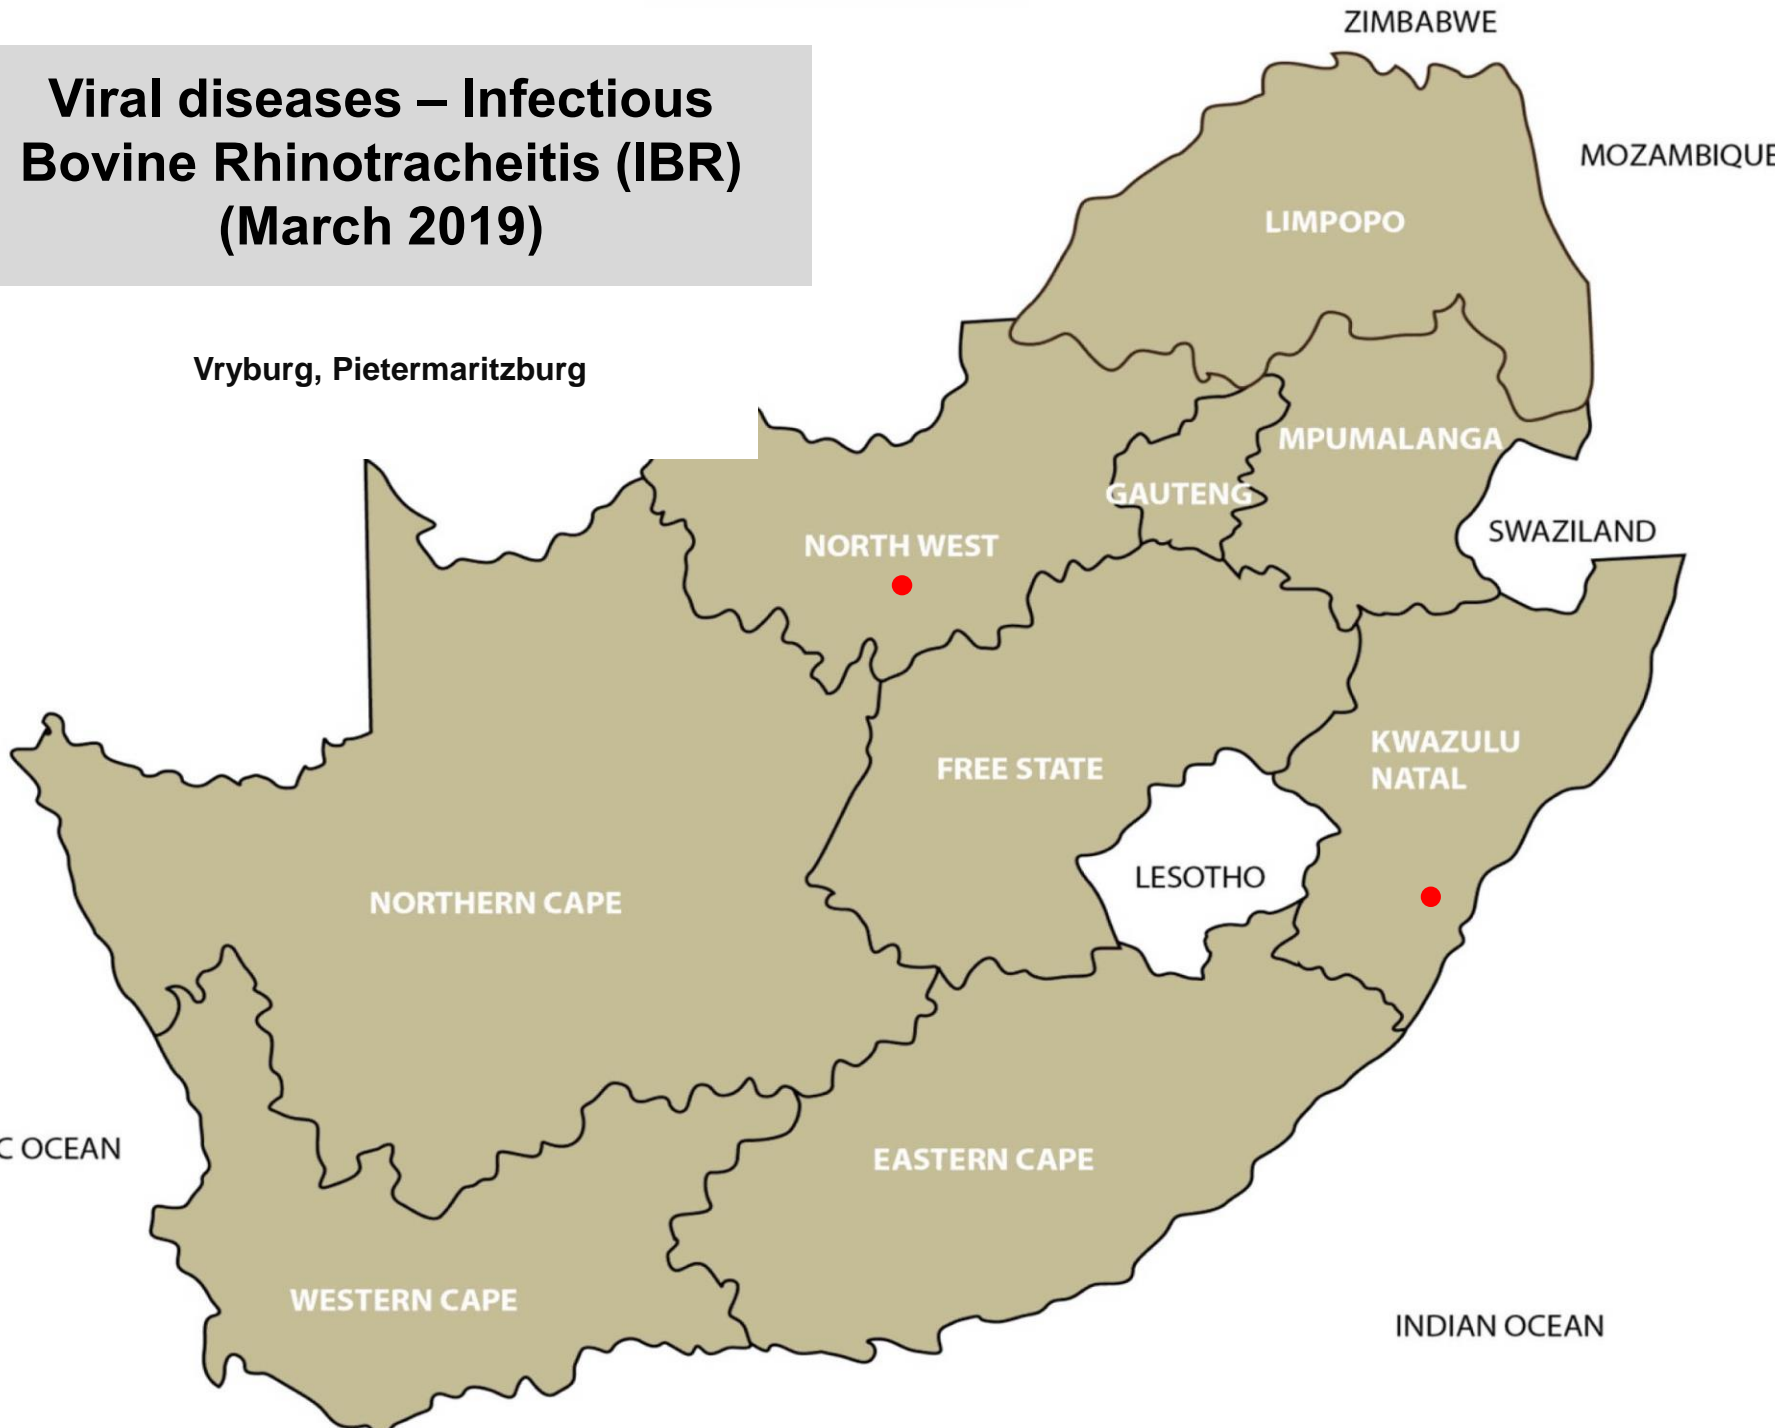 Viral diseases – Infectious
Bovine Rhinotracheitis (IBR)
(March 2019)
Vryburg, Pietermaritzburg
ZIMBABWE
MOZAMBIQUE
LIMPOPO
MPUMALANGA
GAUTENG
SWAZILAND
NORTH WEST
KWAZULU
NATAL
FREE STATE
LESOTHO
NORTHERN CAPE
C OCEAN
EASTERN CAPE
WESTERN CAPE
INDIAN OCEAN